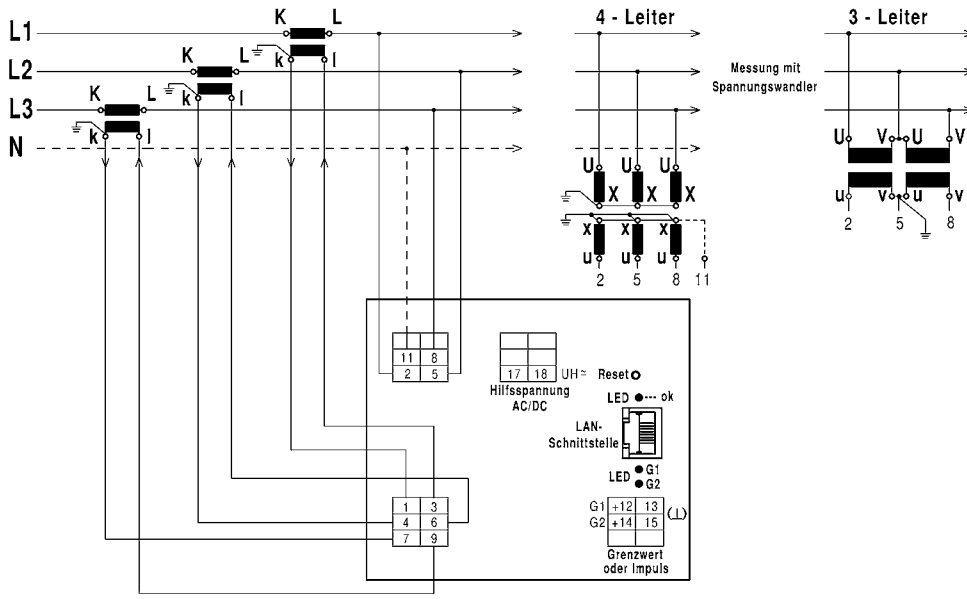 K L 4 - Leiter 3 - Leiter
L1
k l
K L
L2
Messung mit
Spannungswandler
k l
K L
L3
k l
N
U V U V
U U U
X X X
u v u v
2 5 8
x x x
u u u
2 5 8 11
11 8
2 5
17 18 UH≃ Reset
Hilfsspannung
AC/DC
LED ok
LAN-
Schnittstelle
LED G1
G2
1 3
4 6
7 9
G1 +12 13 (⊥)
G2 +14 15
Grenzwert
oder Impuls